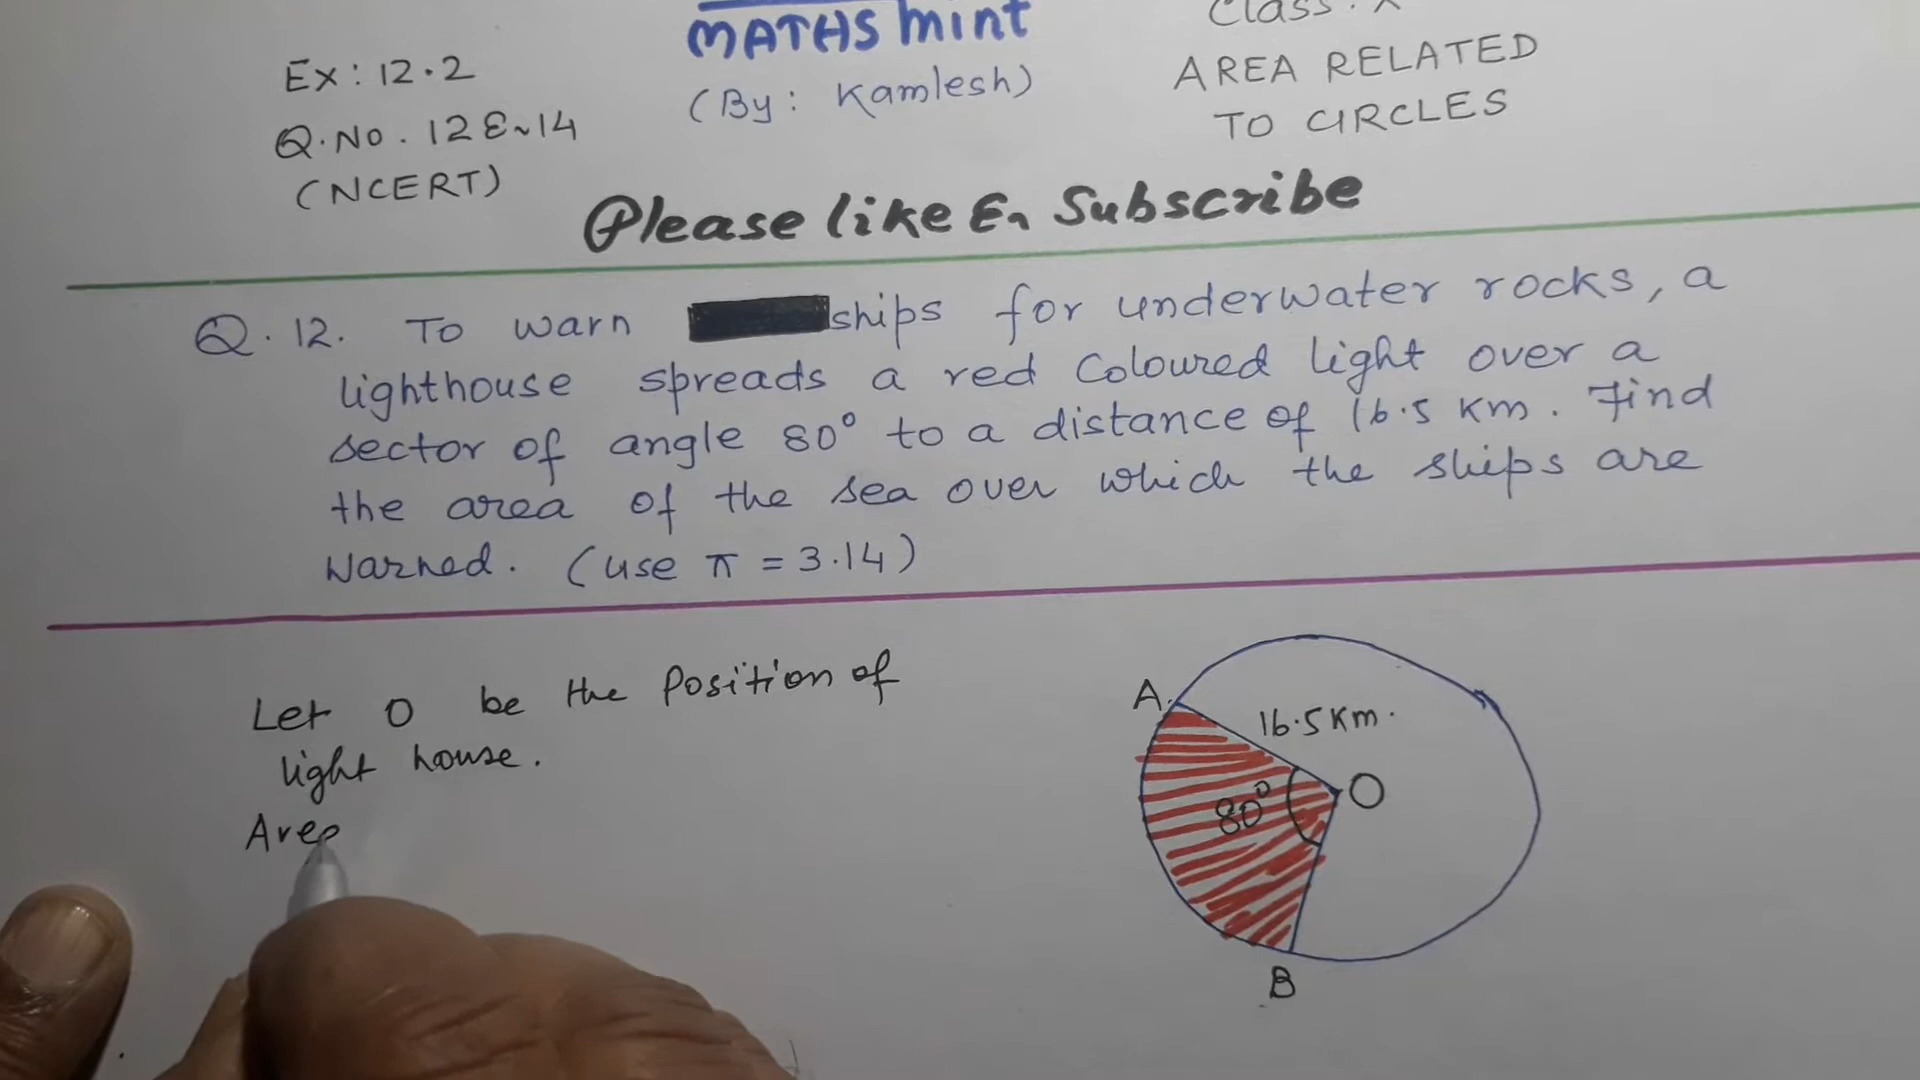 MATHS mint
(By: Kamlesh)
Ex: 12.2
Q.No. 12 & 14
(NCERT)
Class: X
AREA RELATED
TO CIRCLES
Please like & Subscribe
Q.12. To warn ships for underwater rocks, a
lighthouse spreads a red coloured light over a
sector of angle 80° to a distance of 16.5 km. Find
the area of the sea over which the ships are
warned. (use π = 3.14)
Let O be the Position of
light house.
Area
A
16.5 Km.
80°
O
B